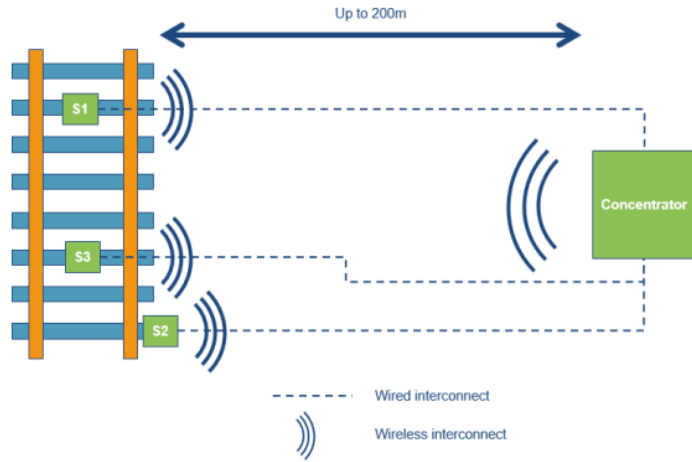 Up to 200m
S1
Concentrator
S3
S2
Wired interconnect
Wireless interconnect